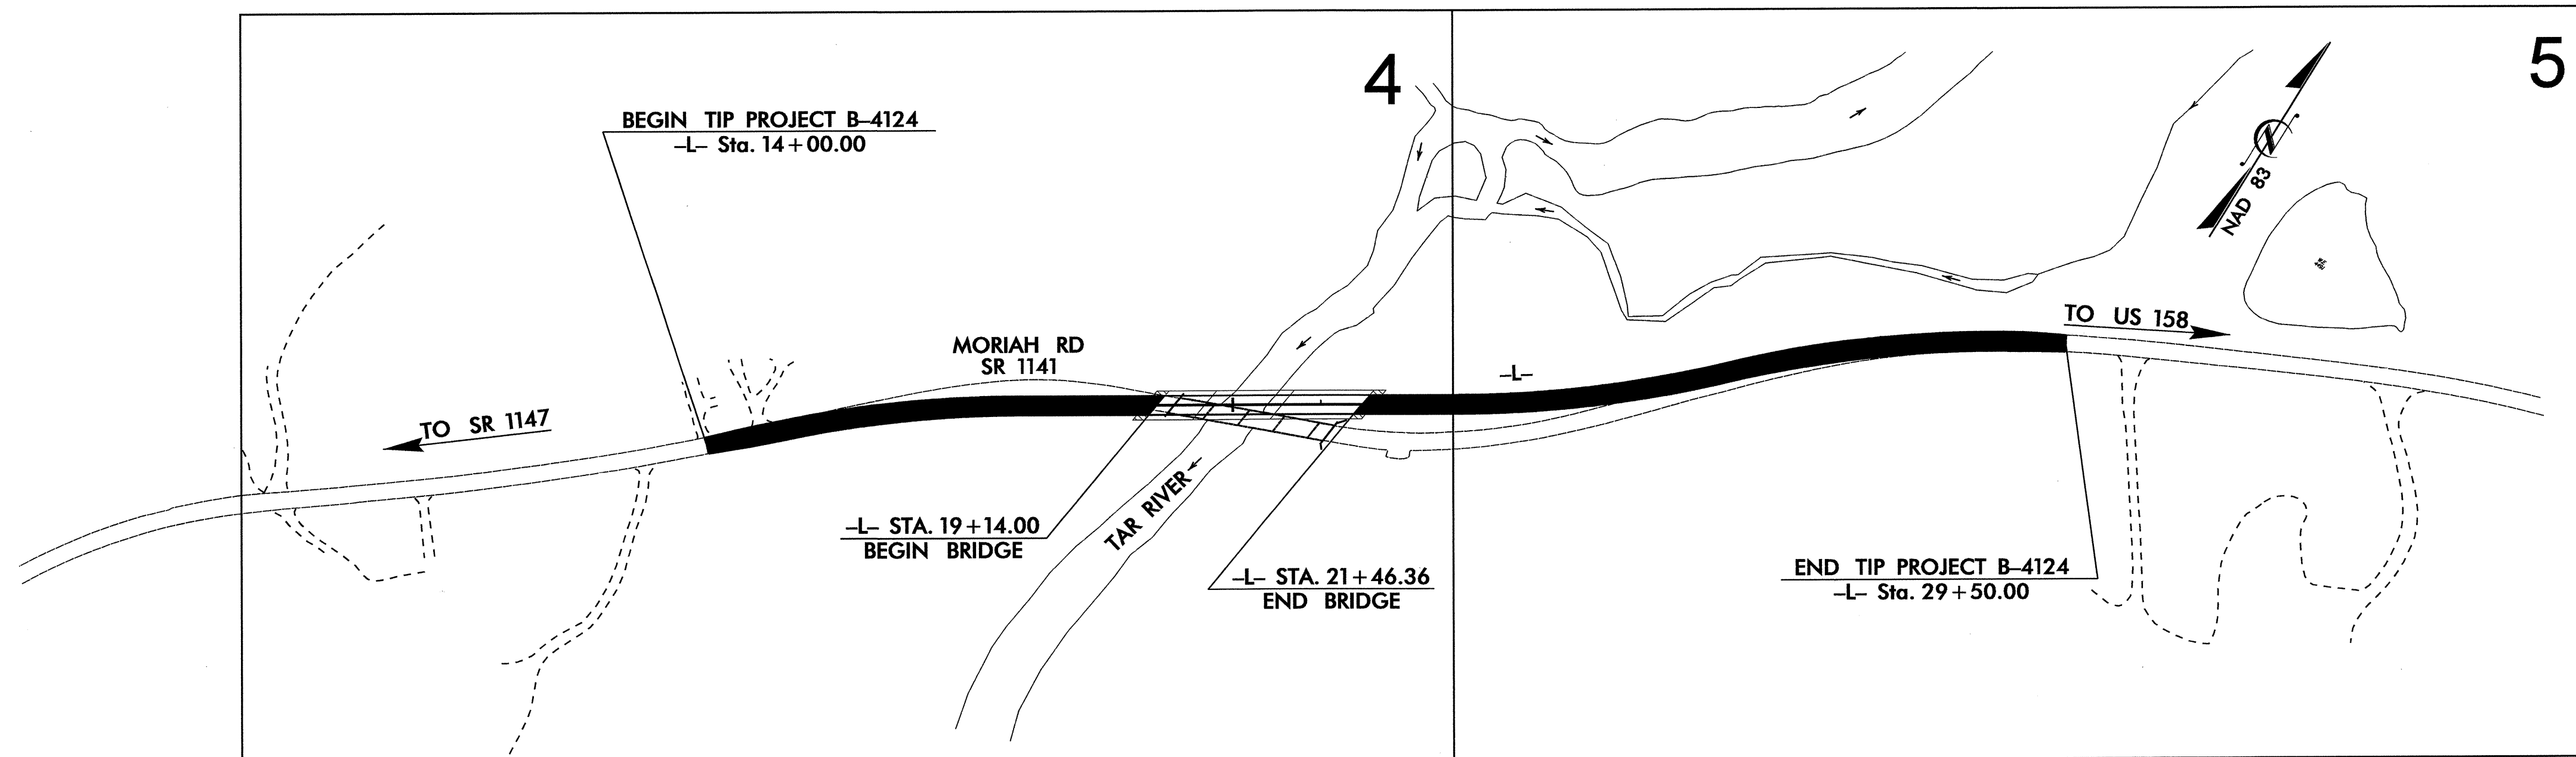 4
5
BEGIN TIP PROJECT B–4124
–L– Sta. 14+00.00
NAD 83
TO US 158
MORIAH RD
SR 1141
–L–
TO SR 1147
TAR RIVER
–L– STA. 19+14.00
BEGIN BRIDGE
–L– STA. 21+46.36
END BRIDGE
END TIP PROJECT B–4124
–L– Sta. 29+50.00